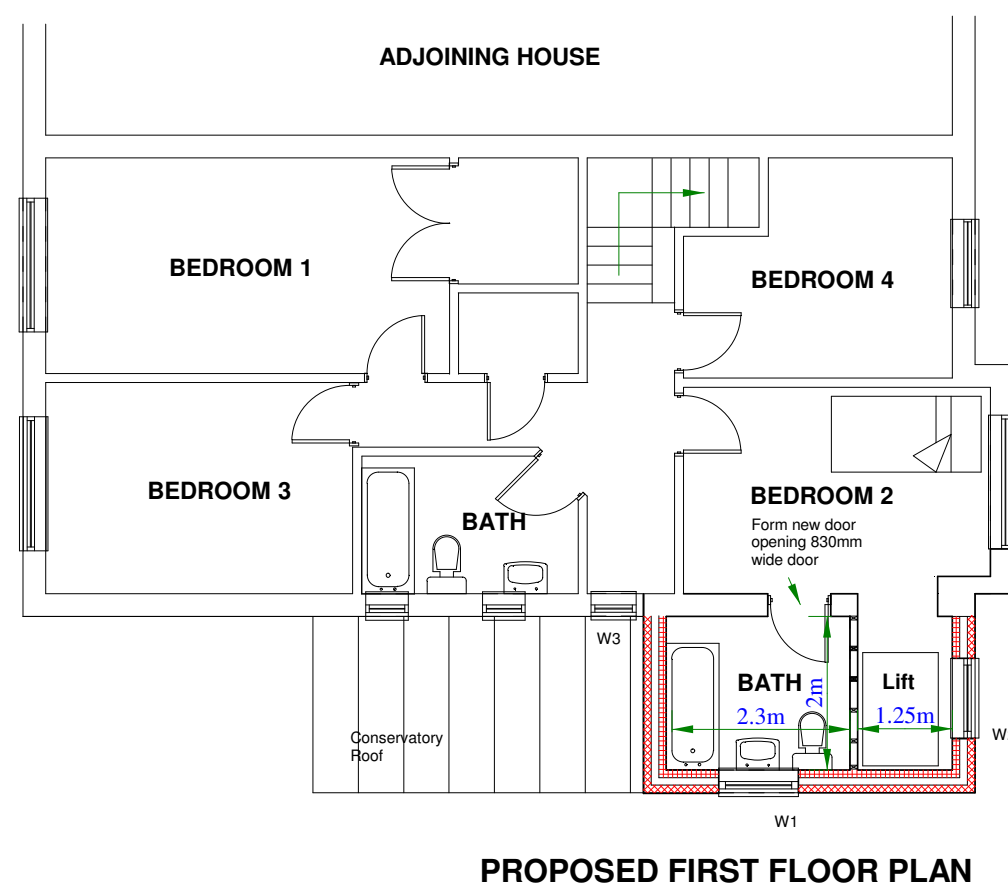 ADJOINING HOUSE
BEDROOM 1
BEDROOM 4
BEDROOM 3
BATH
BEDROOM 2
Form new door
opening 830mm
wide door
W3
BATH
2m
Lift
2.3m
1.25m
Conservatory
Roof
W
W1
PROPOSED FIRST FLOOR PLAN